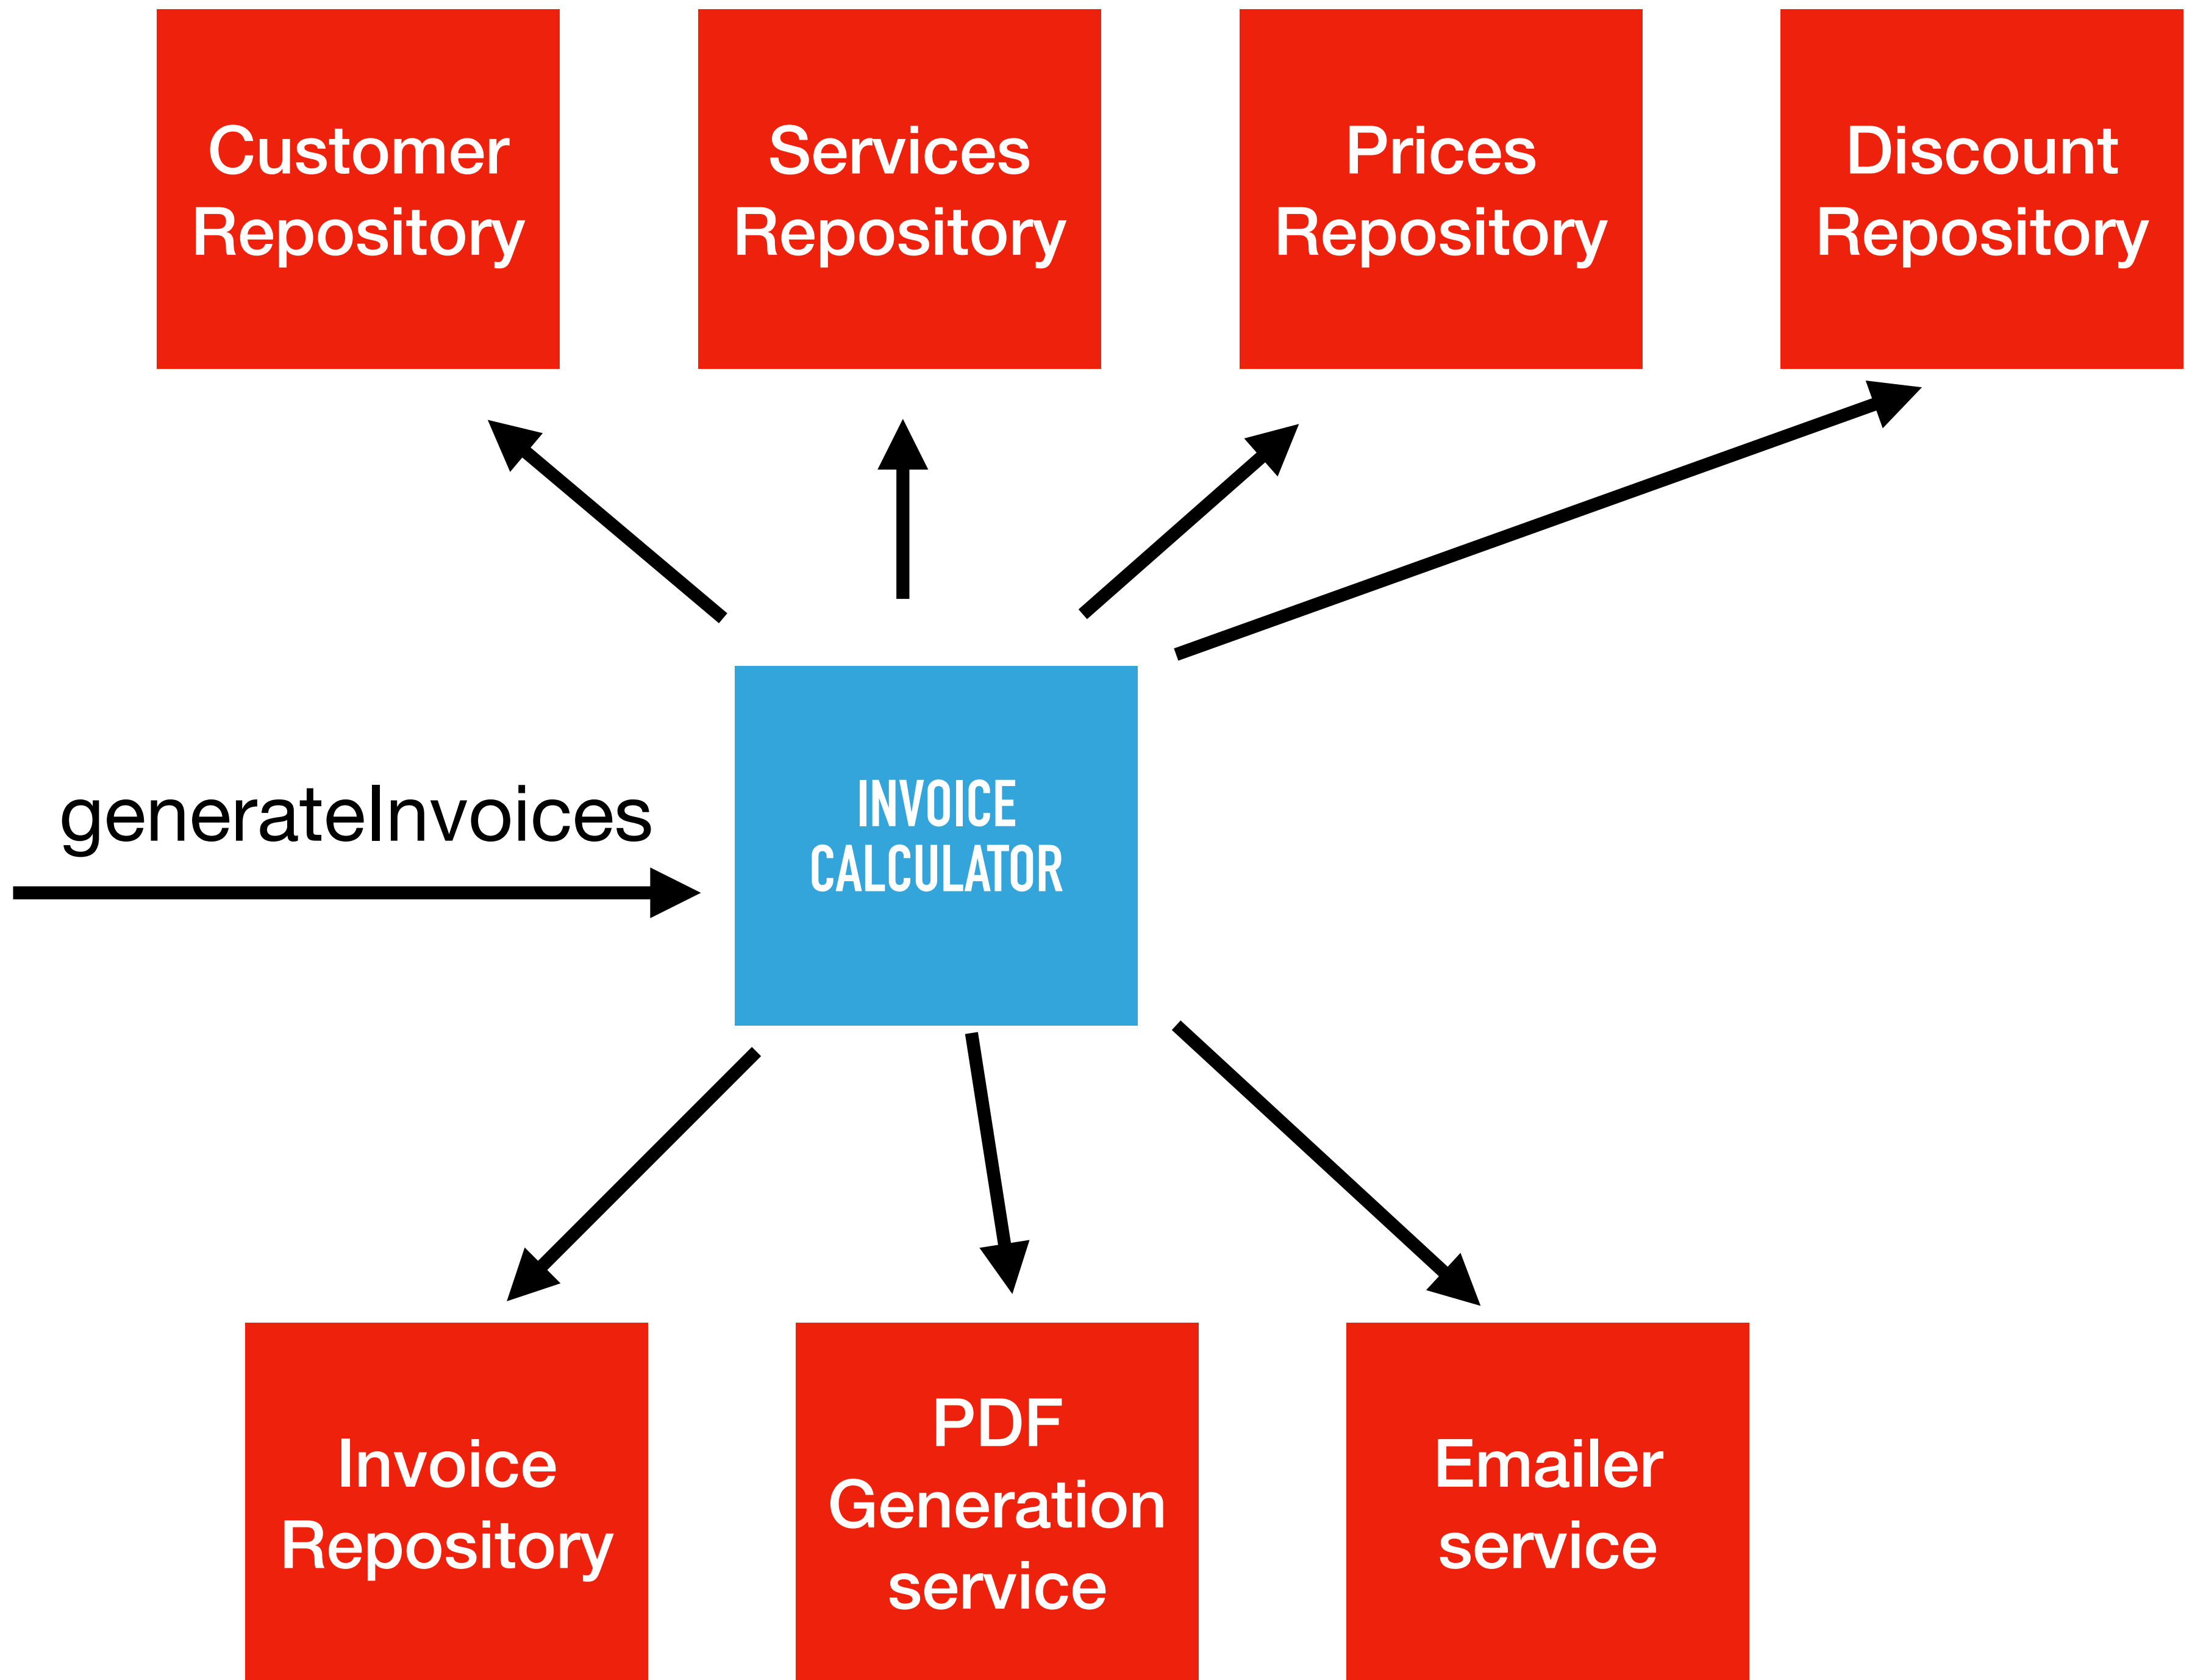 Customer
Repository
Services
Repository
Prices
Repository
Discount
Repository
generateInvoices
INVOICE
CALCULATOR
Invoice
Repository
PDF
Generation
service
Emailer
service